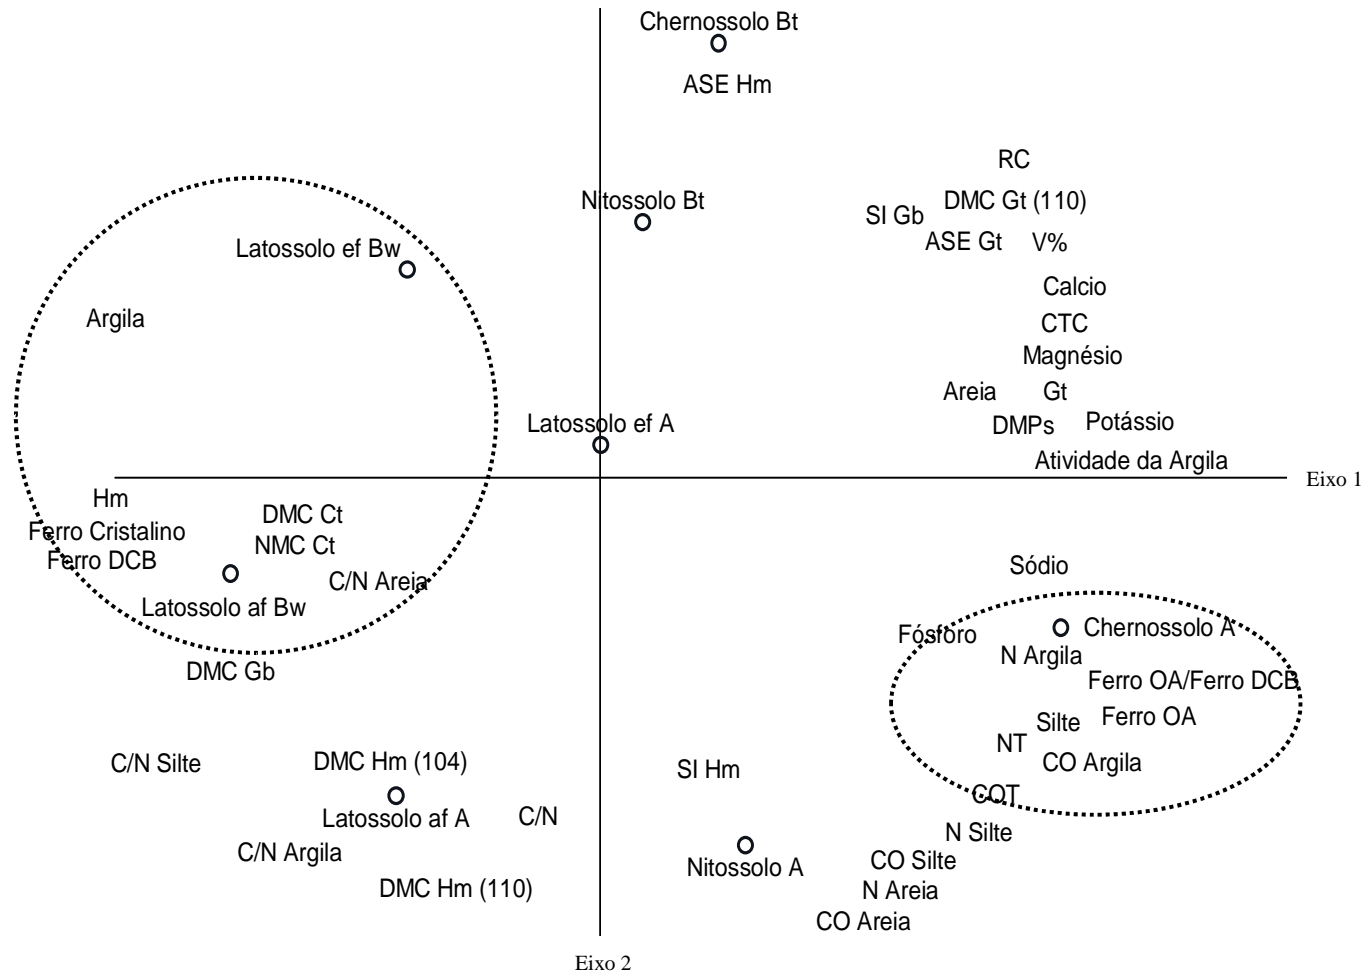 Chernossolo Bt
ASE Hm
RC
DMC Gt (110)
Nitossolo Bt
SI Gb
ASE Gt
V%
Latossolo ef Bw
Calcio
Argila
CTC
Magnésio
Areia
Gt
Latossolo ef A
DMPs
Potássio
Atividade da Argila
Eixo 1
Hm
DMC Ct
Ferro Cristalino
NMC Ct
Ferro DCB
C/N Areia
Sódio
Latossolo af Bw
Fósforo
Chernossolo A
N Argila
DMC Gb
Ferro OA/Ferro DCB
Silte
Ferro OA
NT
C/N Silte
DMC Hm (104)
SI Hm
CO Argila
COT
Latossolo af A
C/N
N Silte
C/N Argila
Nitossolo A
CO Silte
DMC Hm (110)
N Areia
CO Areia
Eixo 2